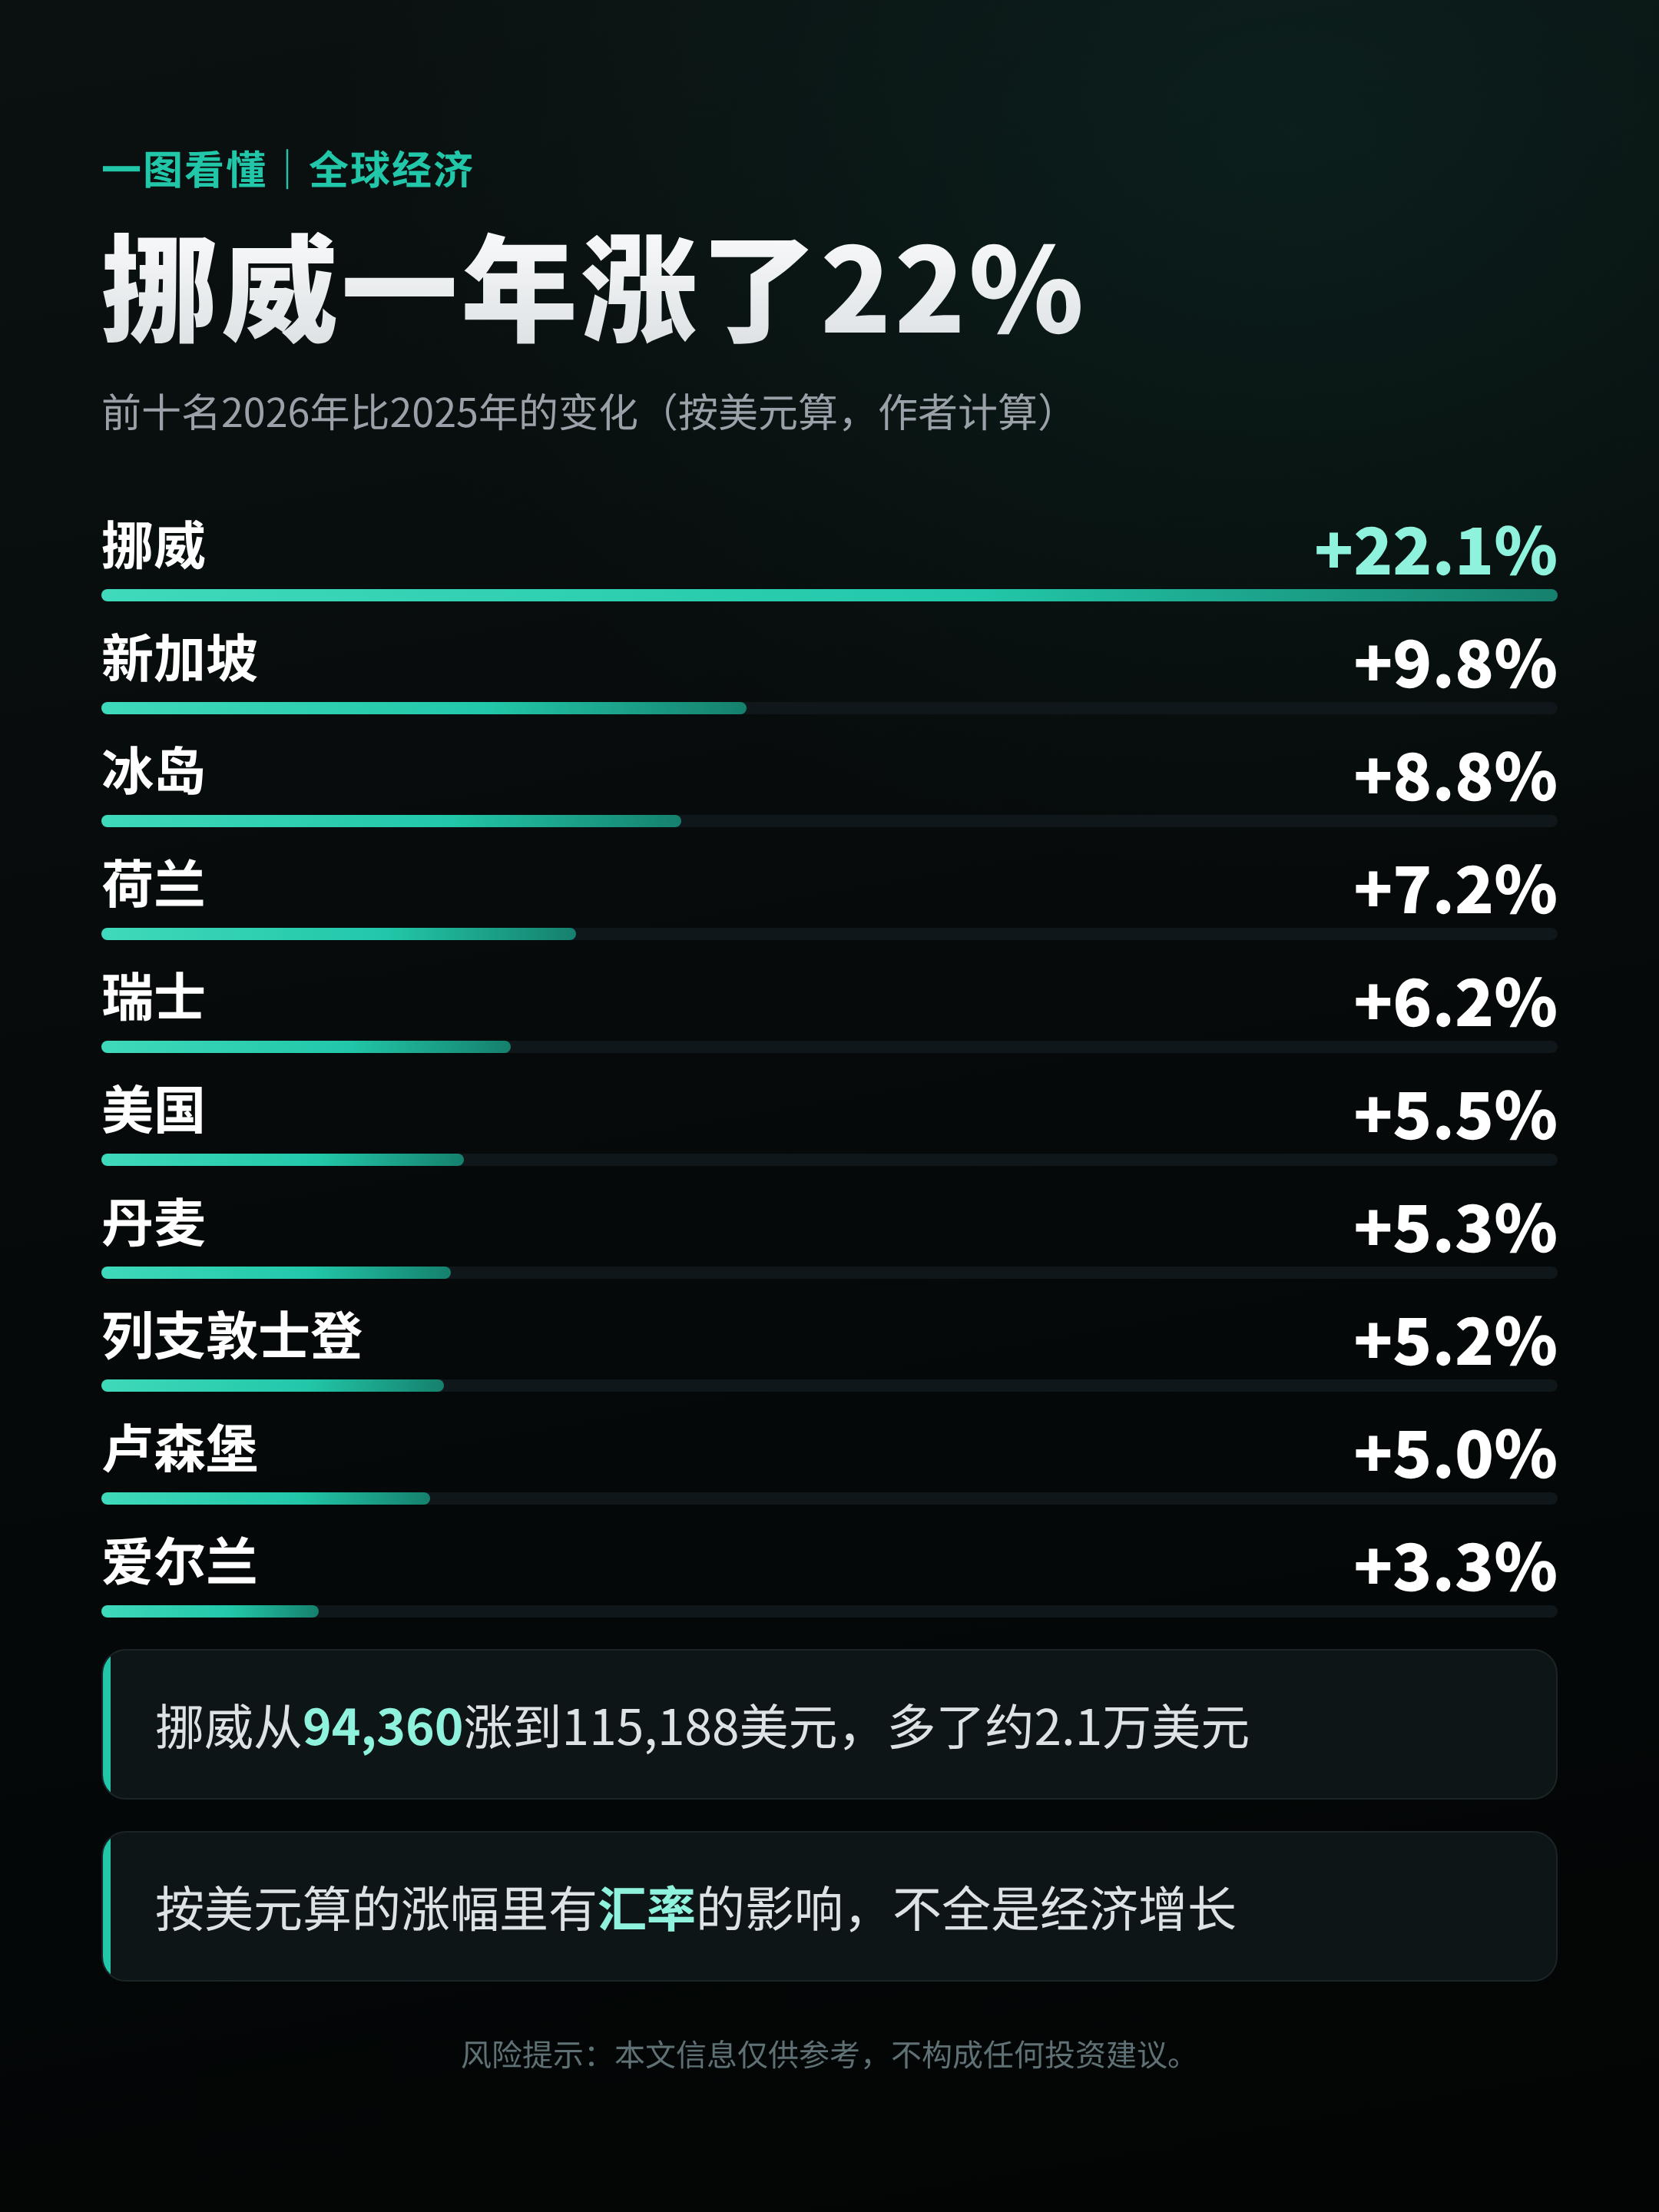 一图看懂｜全球经济
挪威一年涨了22%
前十名2026年比2025年的变化（按美元算，作者计算）
挪威 +22.1%
新加坡 +9.8%
冰岛 +8.8%
荷兰 +7.2%
瑞士 +6.2%
美国 +5.5%
丹麦 +5.3%
列支敦士登 +5.2%
卢森堡 +5.0%
爱尔兰 +3.3%
挪威从94,360涨到115,188美元，多了约2.1万美元
按美元算的涨幅里有汇率的影响，不全是经济增长
风险提示：本文信息仅供参考，不构成任何投资建议。